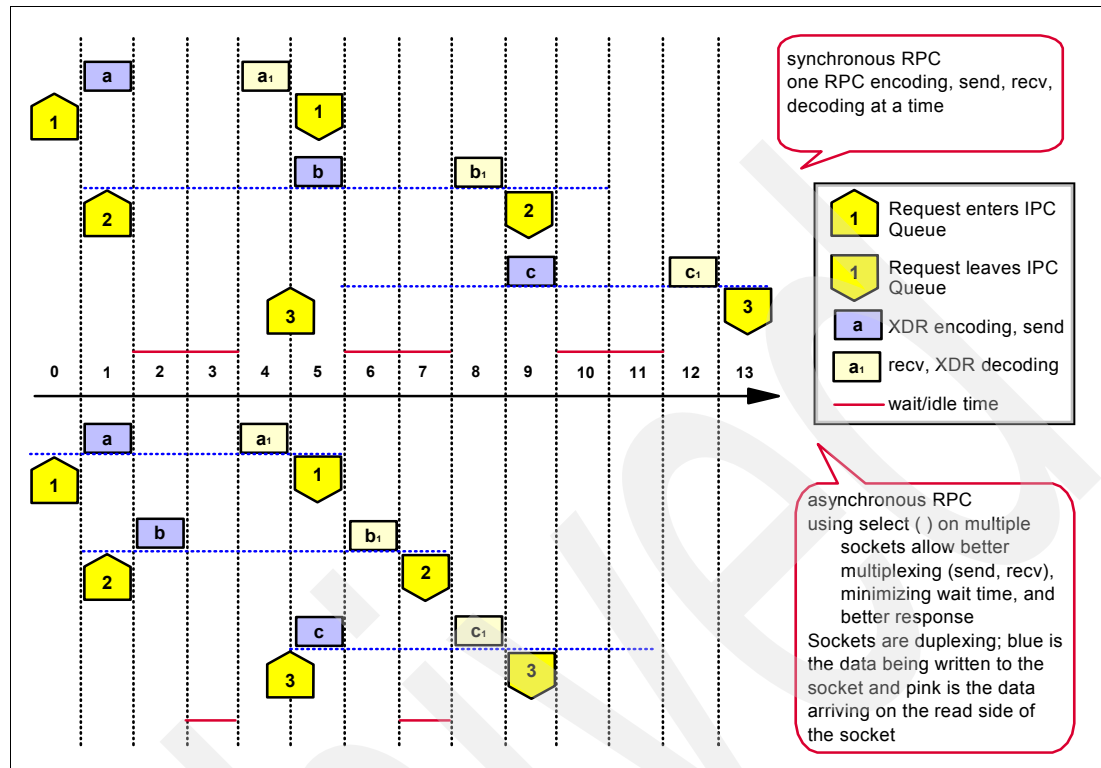 a
a1
1
1
synchronous RPC
one RPC encoding, send, recv,
decoding at a time
b
b1
2
2
c
c1
3
3
1 Request enters IPC
Queue
1 Request leaves IPC
Queue
a XDR encoding, send
a1 recv, XDR decoding
wait/idle time
0 1 2 3 4 5 6 7 8 9 10 11 12 13
a
a1
1
1
b
b1
2
2
c
c1
3
3
asynchronous RPC
using select ( ) on multiple
sockets allow better
multiplexing (send, recv),
minimizing wait time, and
better response
Sockets are duplexing; blue is
the data being written to the
socket and pink is the data
arriving on the read side of
the socket